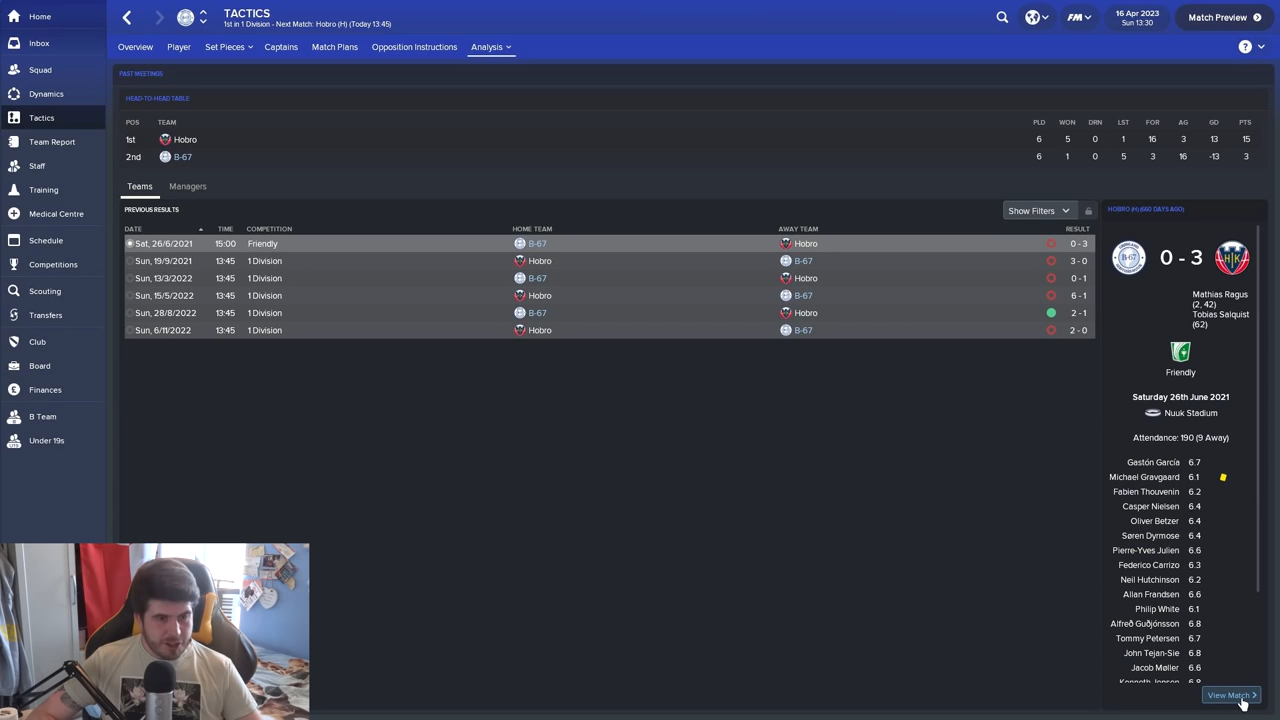 Home
Inbox
Squad
Dynamics
Tactics
Team Report
Staff
Training
Medical Centre
Schedule
Competitions
Scouting
Transfers
Club
Board
Finances
B Team
Under 19s
TACTICS
1st in 1 Division - Next Match: Hobro (H) (Today 13:45)
FM
16 Apr 2023
Sun 13:30
Match Preview
Overview Player Set Pieces Captains Match Plans Opposition Instructions Analysis
?
PAST MEETINGS
HEAD-TO-HEAD TABLE
POS TEAM PLD WON DRN LST FOR AG GD PTS
1st Hobro 6 5 0 1 16 3 13 15
2nd B-67 6 1 0 5 3 16 -13 3
Teams Managers
PREVIOUS RESULTS
Show Filters
DATE TIME COMPETITION HOME TEAM AWAY TEAM RESULT
Sat, 26/6/2021 15:00 Friendly B-67 Hobro 0 - 3
Sun, 19/9/2021 13:45 1 Division Hobro B-67 3 - 0
Sun, 13/3/2022 13:45 1 Division B-67 Hobro 0 - 1
Sun, 15/5/2022 13:45 1 Division Hobro B-67 6 - 1
Sun, 28/8/2022 13:45 1 Division B-67 Hobro 2 - 1
Sun, 6/11/2022 13:45 1 Division Hobro B-67 2 - 0
HOBRO (H) (660 DAYS AGO)
B-67 0 - 3 HIK
Mathias Ragus
(2, 42)
Tobias Salquist
(62)
Friendly
Saturday 26th June 2021
Nuuk Stadium
Attendance: 190 (9 Away)
Gastón García 6.7
Michael Gravgaard 6.1
Fabien Thouvenin 6.2
Casper Nielsen 6.4
Oliver Betzer 6.4
Søren Dyrmose 6.4
Pierre-Yves Julien 6.6
Federico Carrizo 6.3
Neil Hutchinson 6.2
Allan Frandsen 6.6
Philip White 6.1
Alfreð Guðjónsson 6.8
Tommy Petersen 6.7
John Tejan-Sie 6.8
Jacob Møller 6.6
Kenneth Jensen 6.8
View Match